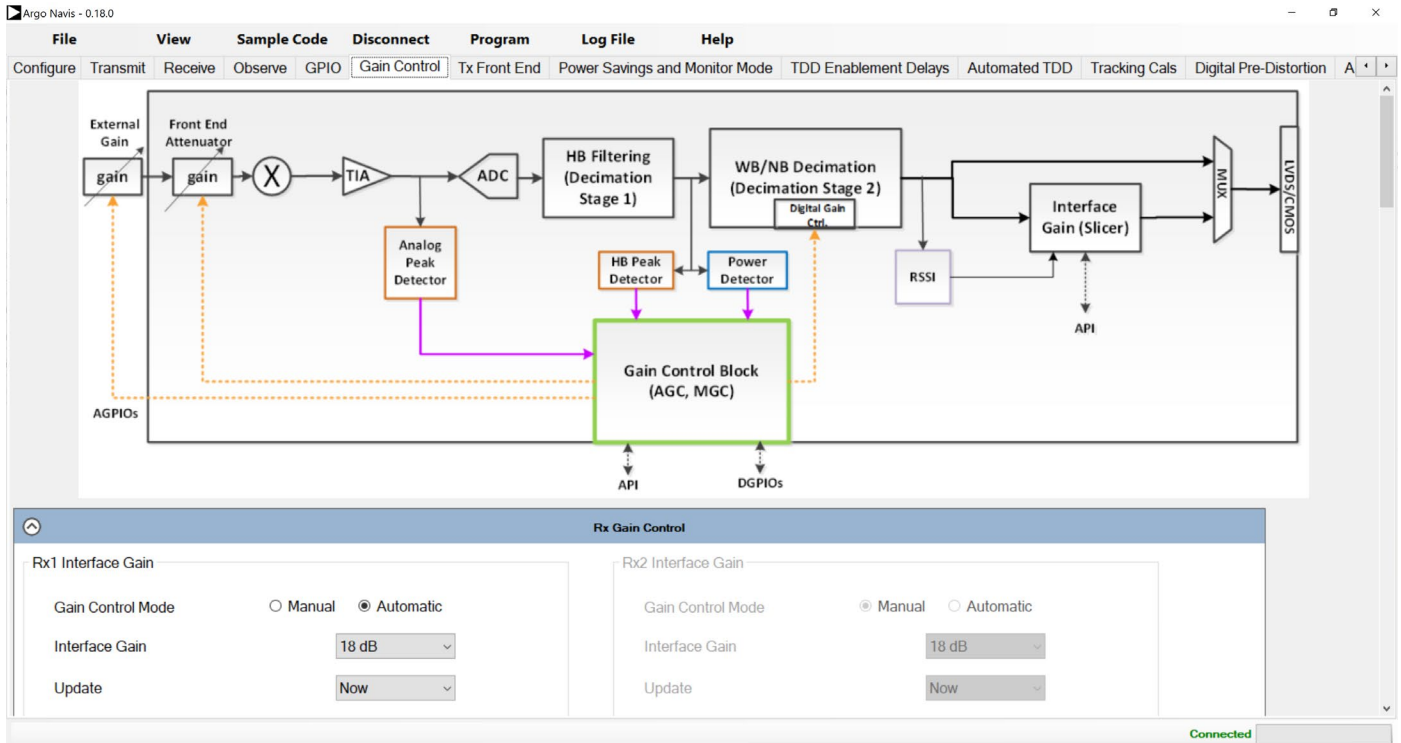 Argo Navis - 0.18.0
File View Sample Code Disconnect Program Log File Help
Configure Transmit Receive Observe GPIO Gain Control Tx Front End Power Savings and Monitor Mode TDD Enablement Delays Automated TDD Tracking Cals Digital Pre-Distortion A
External
Gain
gain
Front End
Attenuator
gain
X
TIA
ADC
HB Filtering
(Decimation
Stage 1)
WB/NB Decimation
(Decimation Stage 2)
Digital Gain
Ctrl.
MUX
LVDS/CMOS
Interface
Gain (Slicer)
Analog
Peak
Detector
HB Peak
Detector
Power
Detector
RSSI
API
Gain Control Block
(AGC, MGC)
AGPIOs
API
DGPIOs
Rx Gain Control
Rx1 Interface Gain
Gain Control Mode Manual Automatic
Interface Gain 18 dB
Update Now
Rx2 Interface Gain
Gain Control Mode Manual Automatic
Interface Gain 18 dB
Update Now
Connected